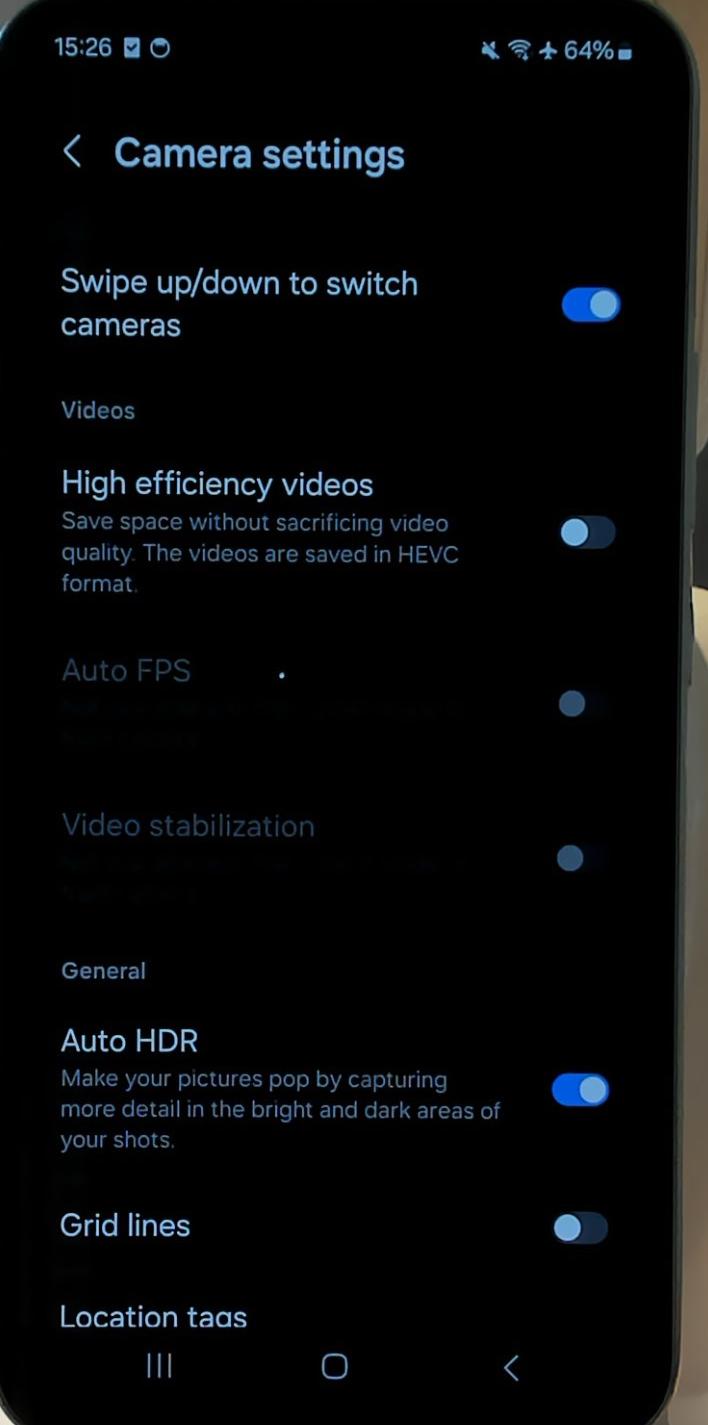 15:26
64%
Camera settings
Swipe up/down to switch
cameras
Videos
High efficiency videos
Save space without sacrificing video
quality. The videos are saved in HEVC
format.
Auto FPS
Video stabilization
General
Auto HDR
Make your pictures pop by capturing
more detail in the bright and dark areas of
your shots.
Grid lines
Location tags